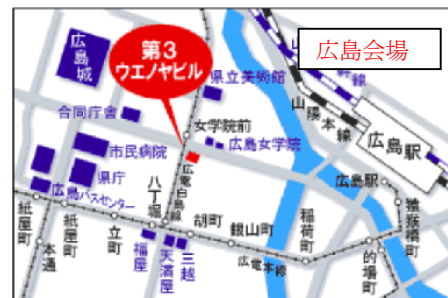 広島会場
第3
ウエノヤビル
広島城
県立美術館
合同庁舎
女学院前
広島女学院
市民病院
県庁
広島バスセンター
広電白島線
八丁堀
山陽本線
幹線
広島駅
広島駅
猿猴橋町
的場町
稲荷町
銀山町
胡町
広電本線
紙屋町
本通
紙屋町
立町
福屋
天満屋
三越